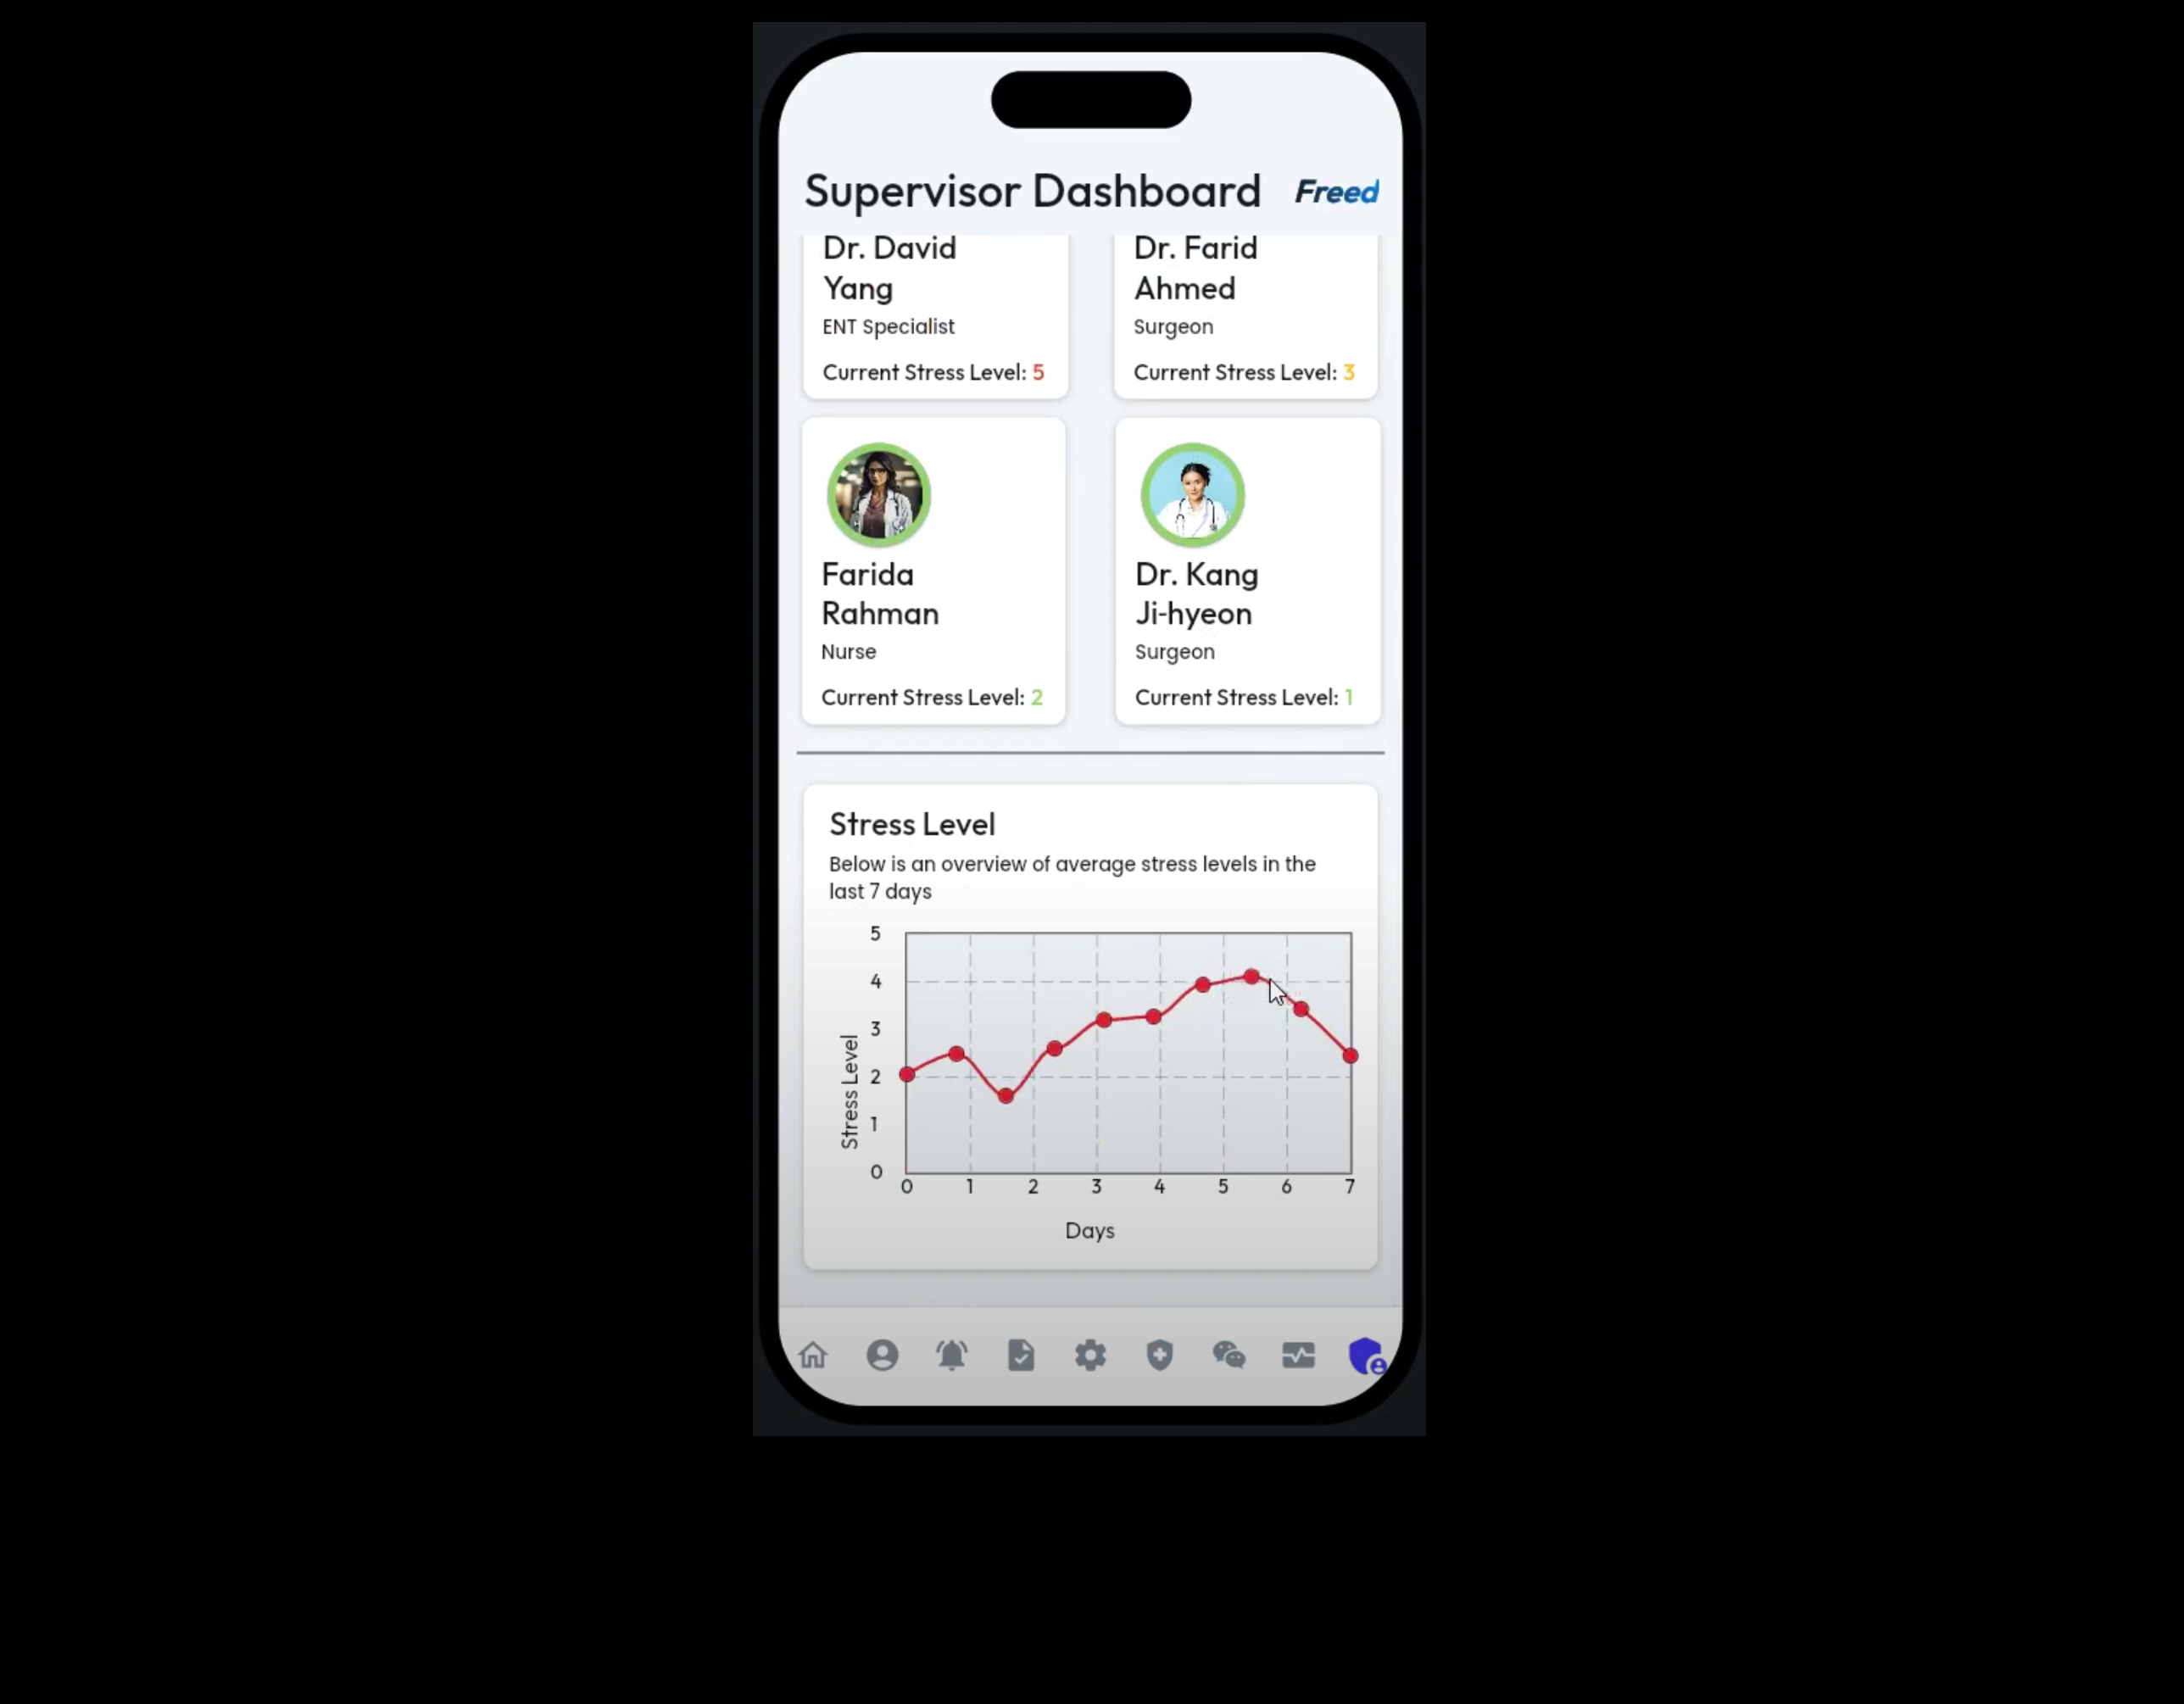 Supervisor Dashboard Freed
Dr. David
Yang
ENT Specialist
Current Stress Level: 5
Dr. Farid
Ahmed
Surgeon
Current Stress Level: 3
Farida
Rahman
Nurse
Current Stress Level: 2
Dr. Kang
Ji-hyeon
Surgeon
Current Stress Level: 1
Stress Level
Below is an overview of average stress levels in the
last 7 days
Stress Level
5
4
3
2
1
0
0 1 2 3 4 5 6 7
Days